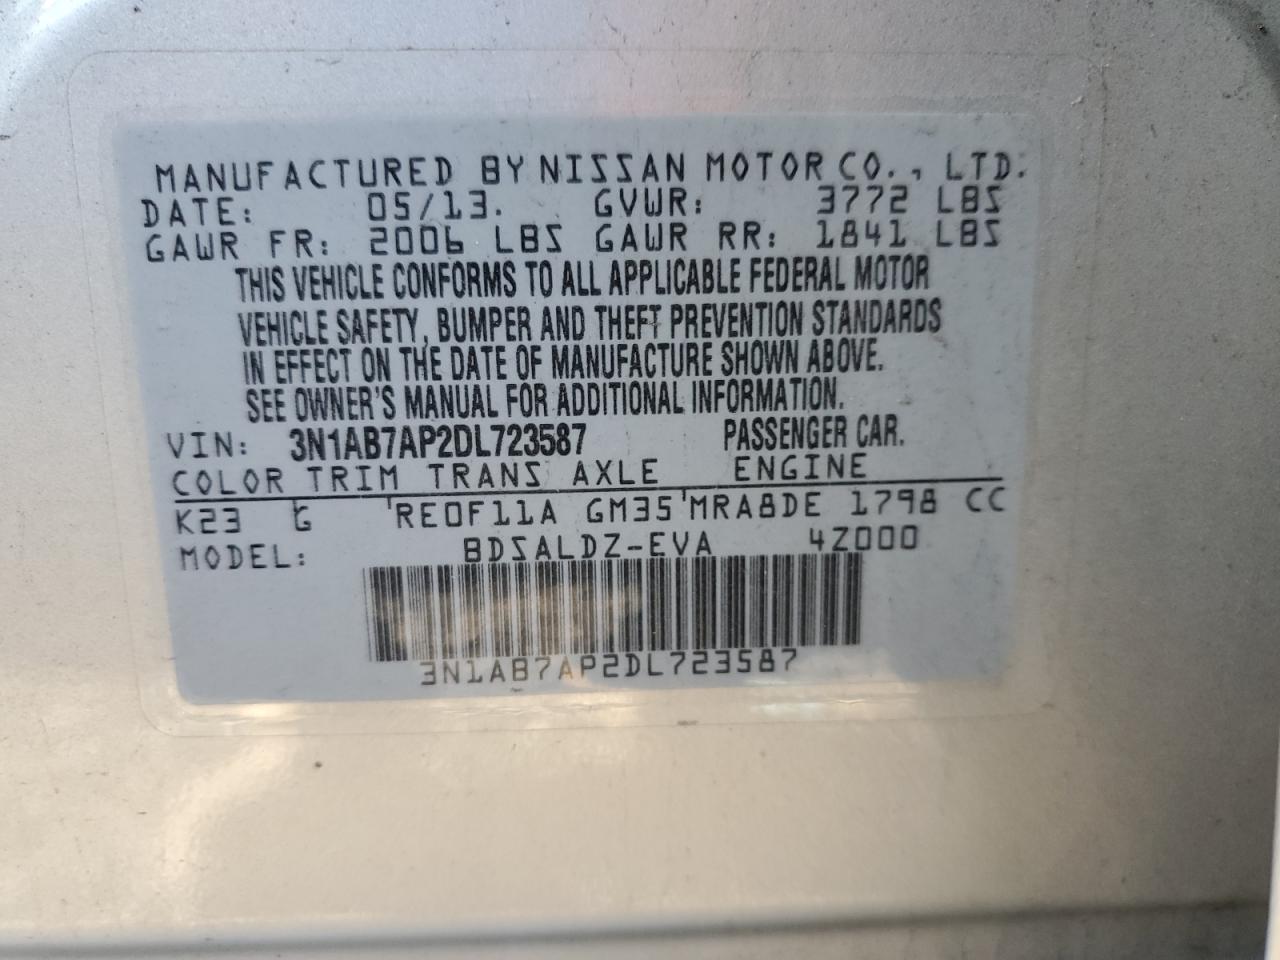 MANUFACTURED BY NISSAN MOTOR CO., LTD.
DATE: 05/13. GVWR: 3772 LBS
GAWR FR: 2006 LBS GAWR RR: 1841 LBS
THIS VEHICLE CONFORMS TO ALL APPLICABLE FEDERAL MOTOR
VEHICLE SAFETY, BUMPER AND THEFT PREVENTION STANDARDS
IN EFFECT ON THE DATE OF MANUFACTURE SHOWN ABOVE.
SEE OWNER'S MANUAL FOR ADDITIONAL INFORMATION.
VIN: 3N1AB7AP2DL723587 PASSENGER CAR.
COLOR TRIM TRANS AXLE ENGINE
K23 G RE0F11A GM35 MRA8DE 1798 CC
MODEL: BDSALDZ-EVA 4Z000
3N1AB7AP2DL723587